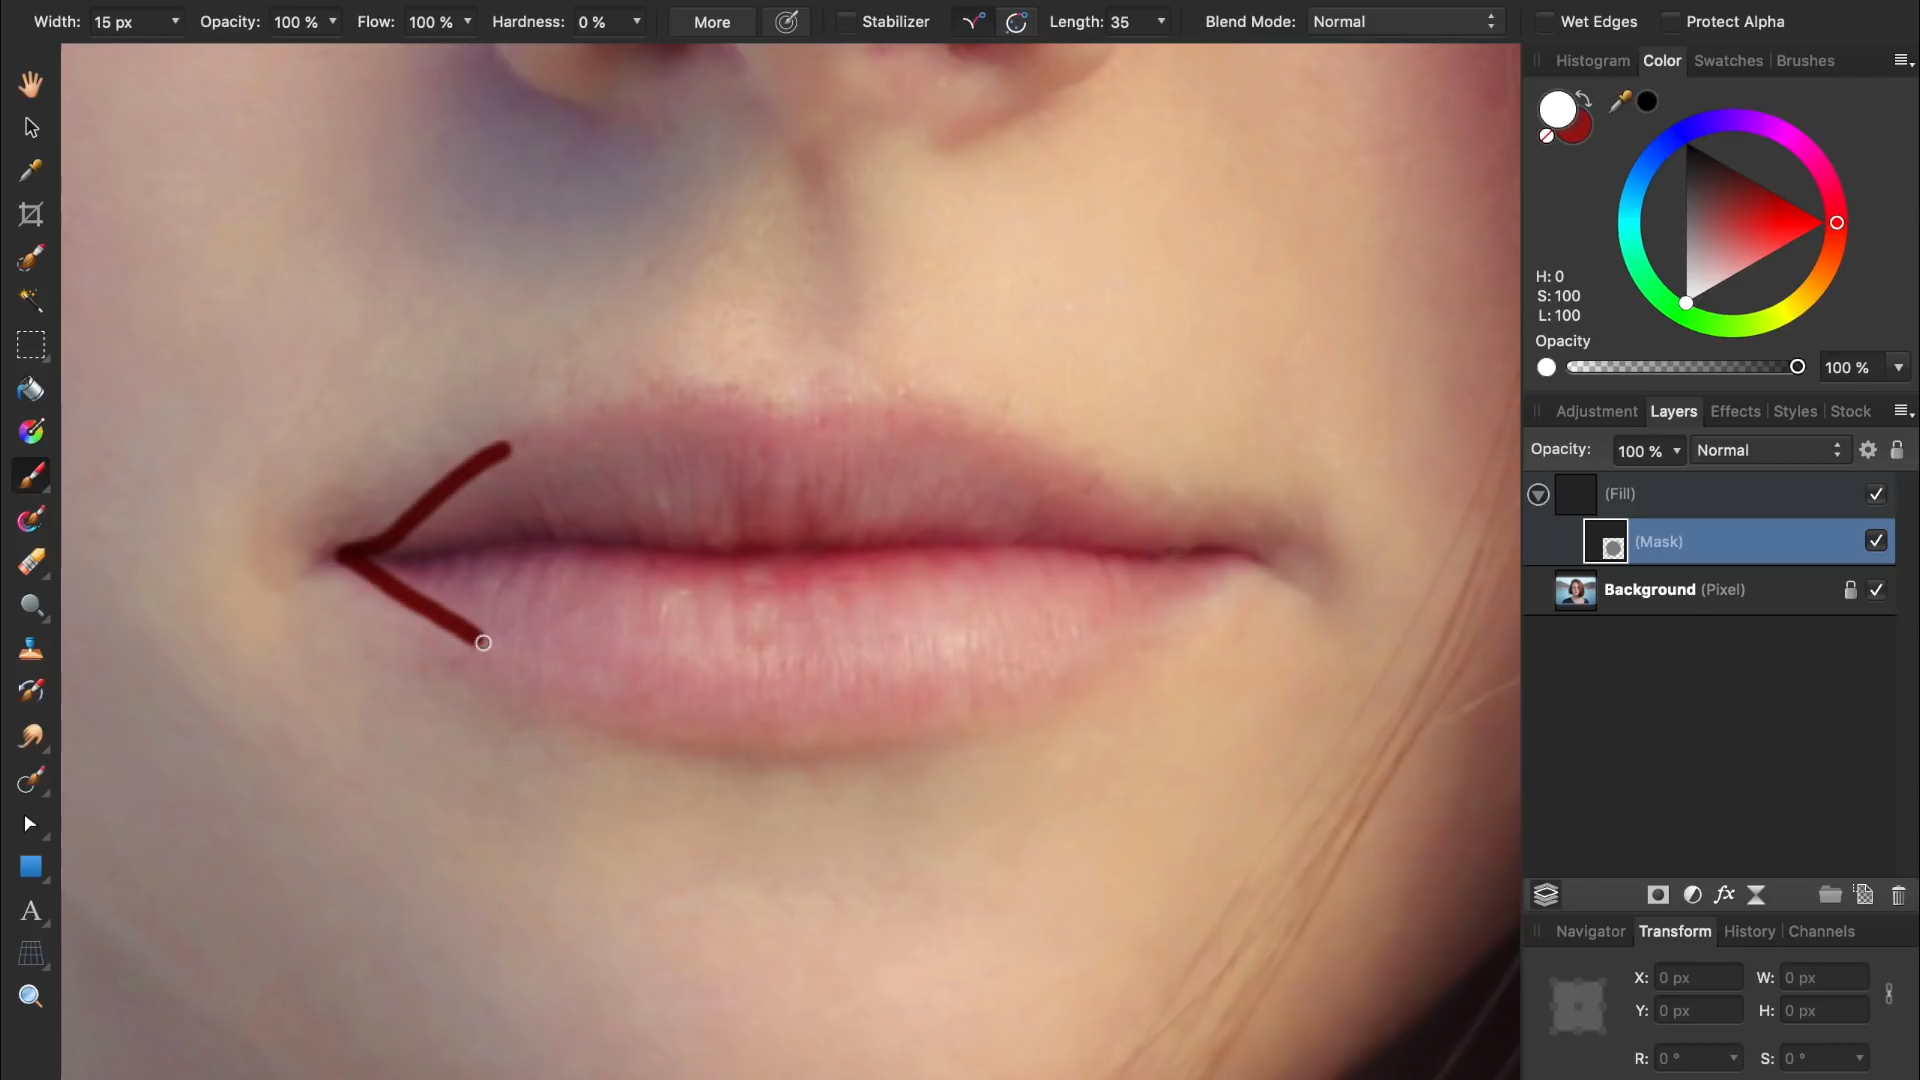 Width: 15 px Opacity: 100 % Flow: 100 % Hardness: 0 % More Stabilizer Length: 35 Blend Mode: Normal Wet Edges Protect Alpha
Histogram Color Swatches Brushes
H: 0
S: 100
L: 100
Opacity
100 %
Adjustment Layers Effects Styles Stock
Opacity: 100 % Normal
(Fill)
(Mask)
Background (Pixel)
fx
Navigator Transform History Channels
X: 0 px W: 0 px
Y: 0 px H: 0 px
R: 0 ° S: 0 °